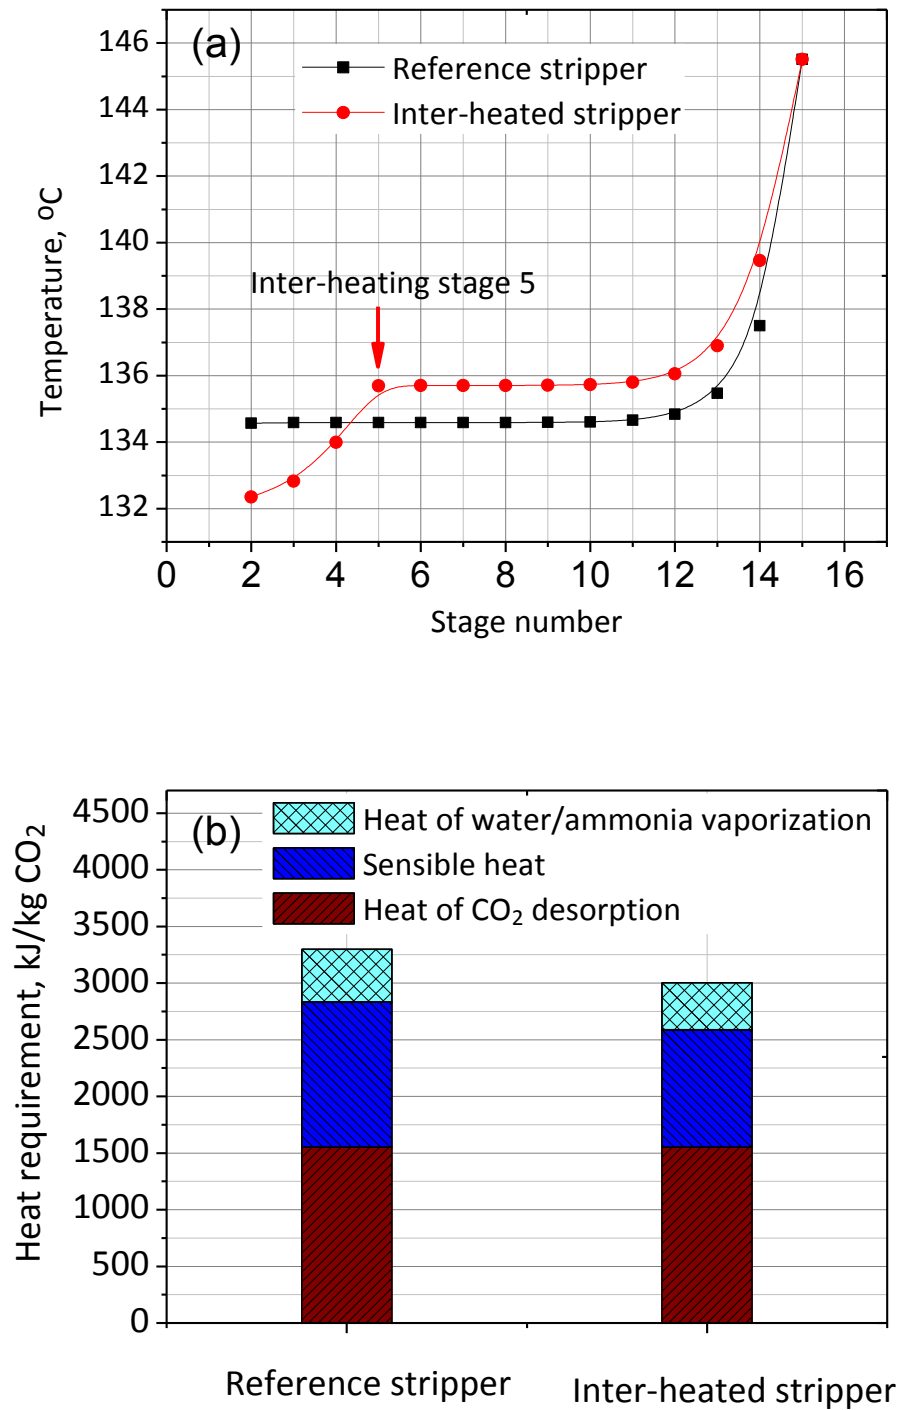 (a)
Reference stripper
Inter-heated stripper
Inter-heating stage 5
146
144
142
140
138
136
134
132
Temperature, ⁰C
0 2 4 6 8 10 12 14 16
Stage number
(b)
Heat of water/ammonia vaporization
Sensible heat
Heat of CO₂ desorption
4500
4000
3500
3000
2500
2000
1500
1000
500
0
Heat requirement, kJ/kg CO₂
Reference stripper
Inter-heated stripper